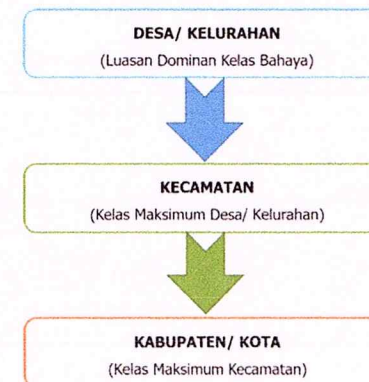 DESA/ KELURAHAN
(Luasan Dominan Kelas Bahaya)
KECAMATAN
(Kelas Maksimum Desa/ Kelurahan)
KABUPATEN/ KOTA
(Kelas Maksimum Kecamatan)